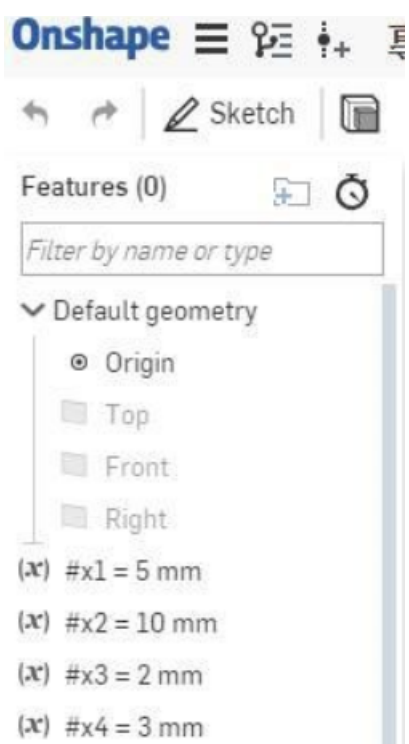 Onshape
Sketch
Features (0)
Filter by name or type
Default geometry
Origin
Top
Front
Right
(x) #x1 = 5 mm
(x) #x2 = 10 mm
(x) #x3 = 2 mm
(x) #x4 = 3 mm